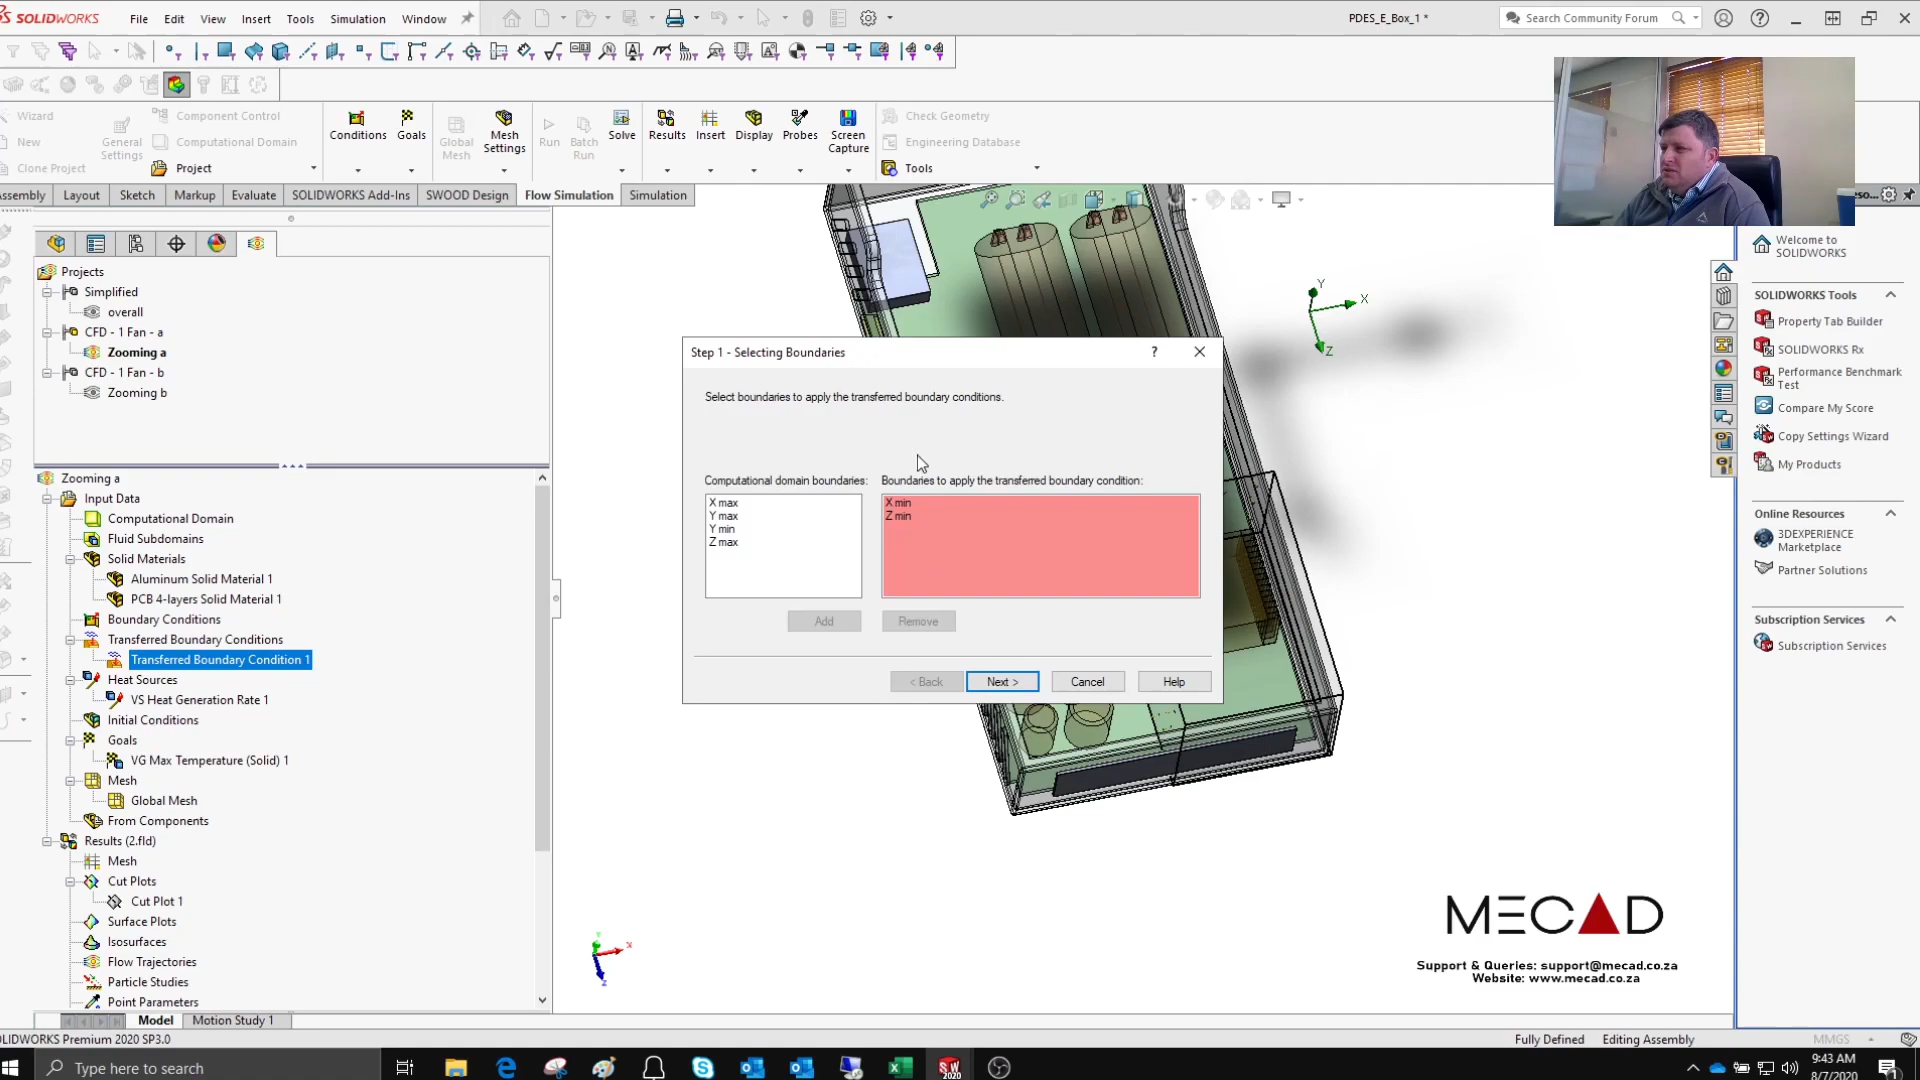 SOLIDWORKS
File Edit View Insert Tools Simulation Window
PDES_E_Box_1 *
Search Community Forum
Wizard
New
Clone Project
General Settings
Component Control
Computational Domain
Project
Conditions
Goals
Global Mesh
Mesh Settings
Run
Batch Run
Solve
Results
Insert
Display
Probes
Screen Capture
Check Geometry
Engineering Database
Tools
ssembly Layout Sketch Markup Evaluate SOLIDWORKS Add-Ins SWOOD Design Flow Simulation Simulation
Projects
Simplified
overall
CFD - 1 Fan - a
Zooming a
CFD - 1 Fan - b
Zooming b
Zooming a
Input Data
Computational Domain
Fluid Subdomains
Solid Materials
Aluminum Solid Material 1
PCB 4-layers Solid Material 1
Boundary Conditions
Transferred Boundary Conditions
Transferred Boundary Condition 1
Heat Sources
VS Heat Generation Rate 1
Initial Conditions
Goals
VG Max Temperature (Solid) 1
Mesh
Global Mesh
From Components
Results (2.fld)
Mesh
Cut Plots
Cut Plot 1
Surface Plots
Isosurfaces
Flow Trajectories
Particle Studies
Point Parameters
Model Motion Study 1
OLIDWORKS Premium 2020 SP3.0
Step 1 - Selecting Boundaries
?
Select boundaries to apply the transferred boundary conditions.
Computational domain boundaries:
X max
Y max
Y min
Z max
Boundaries to apply the transferred boundary condition:
X min
Z min
Add Remove
< Back Next > Cancel Help
Y
X
Z
Y
X
Z
eso...
Welcome to SOLIDWORKS
SOLIDWORKS Tools
Property Tab Builder
SOLIDWORKS Rx
Performance Benchmark Test
Compare My Score
Copy Settings Wizard
My Products
Online Resources
3DEXPERIENCE Marketplace
Partner Solutions
Subscription Services
Subscription Services
MECAD
Support & Queries: support@mecad.co.za
Website: www.mecad.co.za
Fully Defined Editing Assembly MMGS
Type here to search
SW 2020
9:43 AM
8/7/2020
1